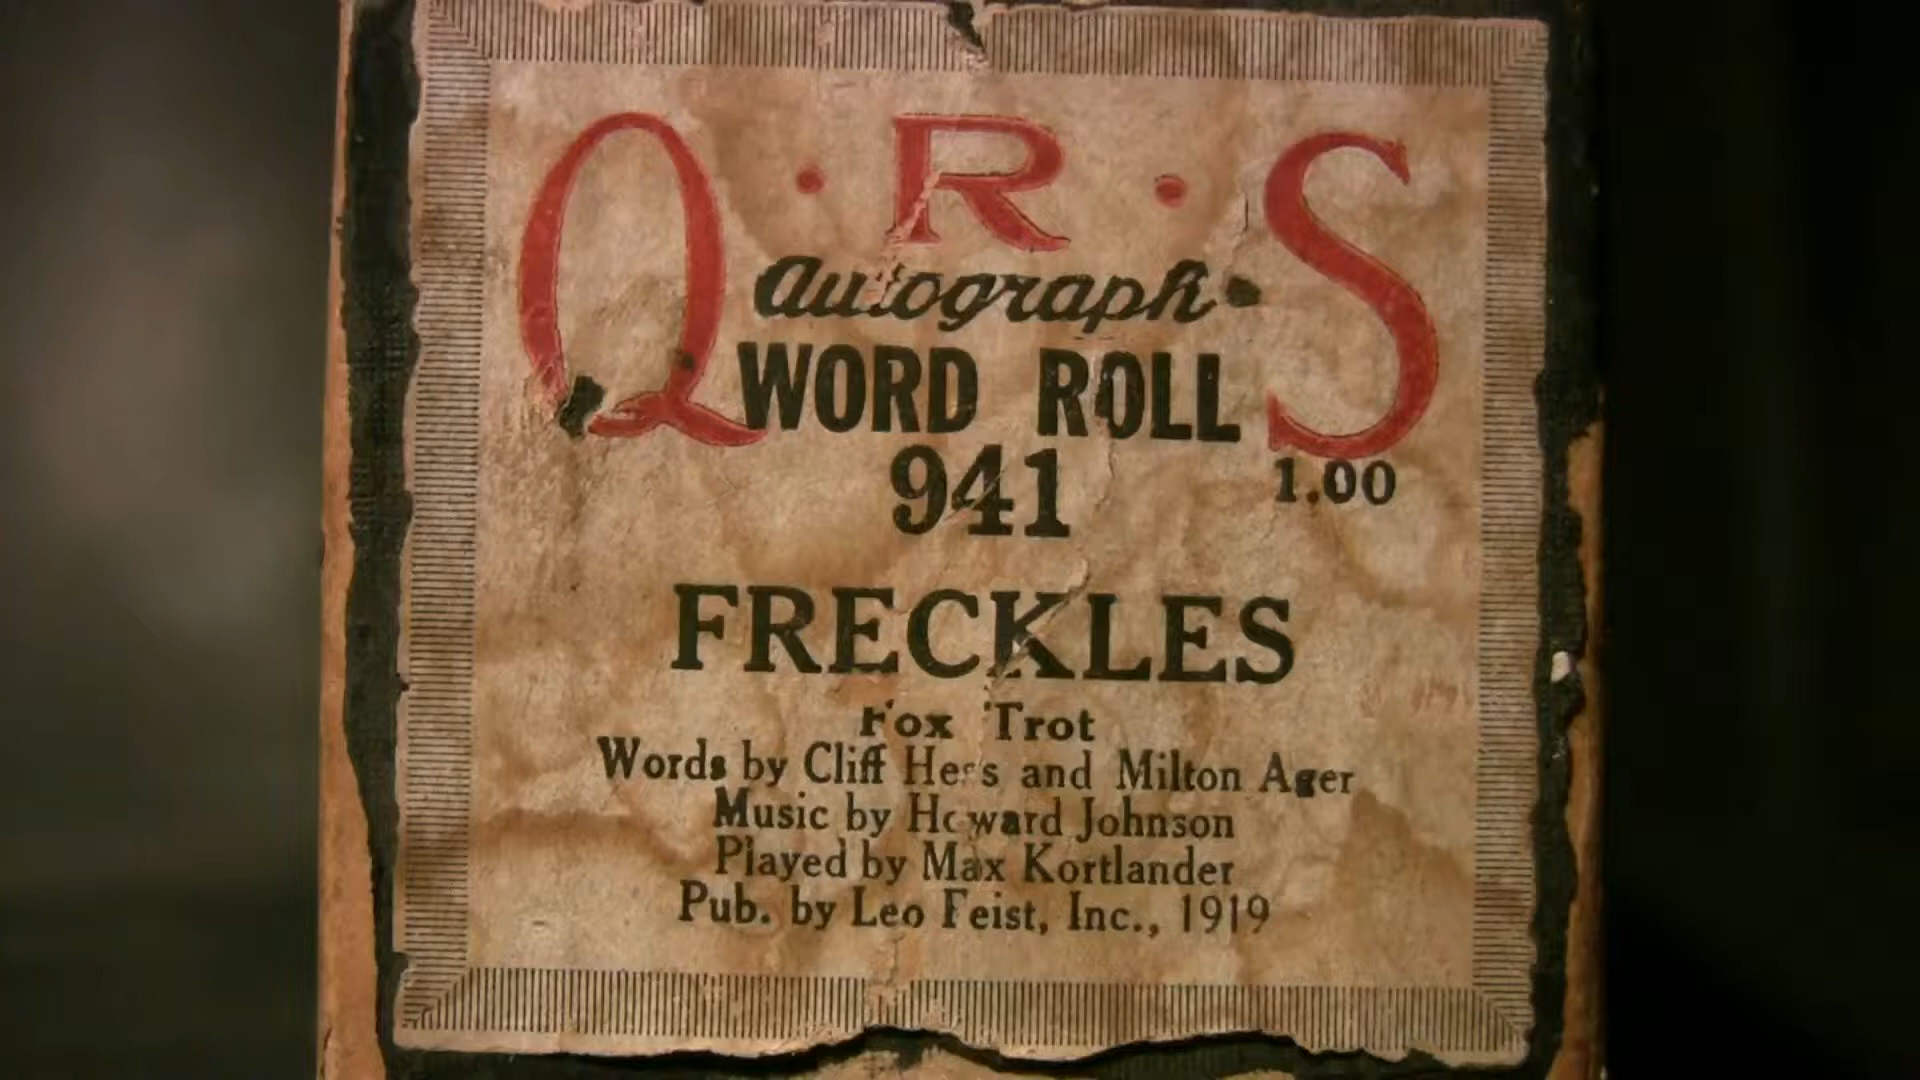 Q·R·S
Autograph
WORD ROLL
941
1.00
FRECKLES
Fox Trot
Words by Cliff Hess and Milton Ager
Music by Howard Johnson
Played by Max Kortlander
Pub. by Leo Feist, Inc., 1919